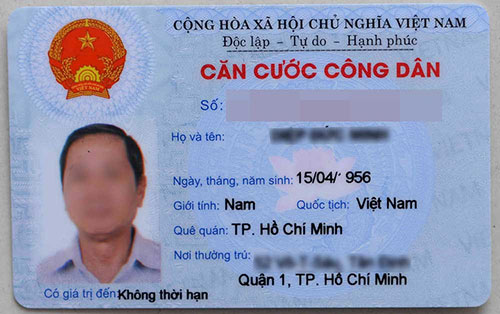 CỘNG HÒA XÃ HỘI CHỦ NGHĨA VIỆT NAM
Độc lập - Tự do - Hạnh phúc
CĂN CƯỚC CÔNG DÂN
Số:
Họ và tên:
Ngày, tháng, năm sinh: 15/04/1956
Giới tính: Nam Quốc tịch: Việt Nam
Quê quán: TP. Hồ Chí Minh
Nơi thường trú:
Quận 1, TP. Hồ Chí Minh
Có giá trị đến: Không thời hạn